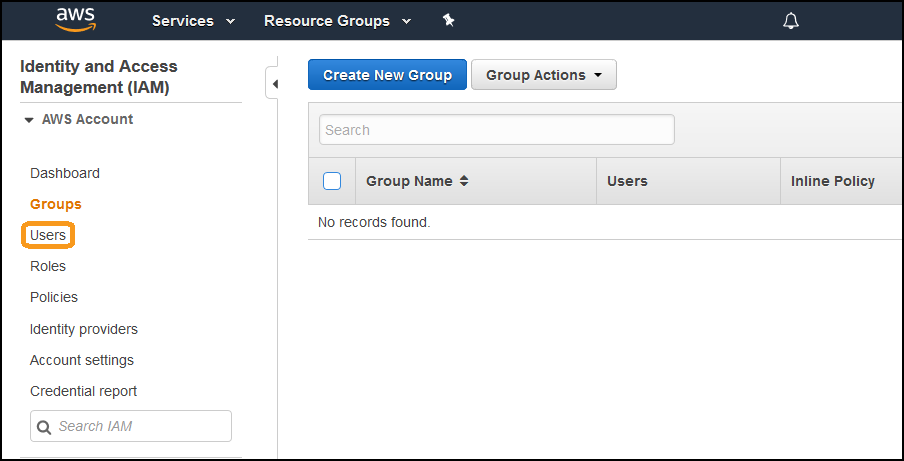 aws Services Resource Groups
Identity and Access
Management (IAM)
AWS Account
Dashboard
Groups
Users
Roles
Policies
Identity providers
Account settings
Credential report
Search IAM
Create New Group Group Actions
Search
Group Name Users Inline Policy
No records found.